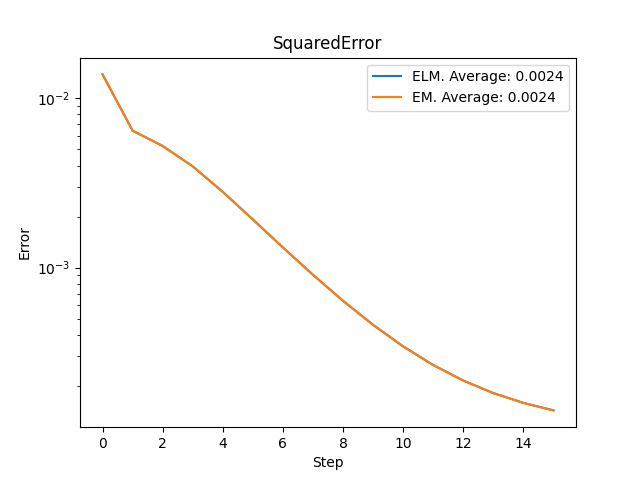 SquaredError
ELM. Average: 0.0024
EM. Average: 0.0024
10⁻²
10⁻³
Error
0 2 4 6 8 10 12 14
Step